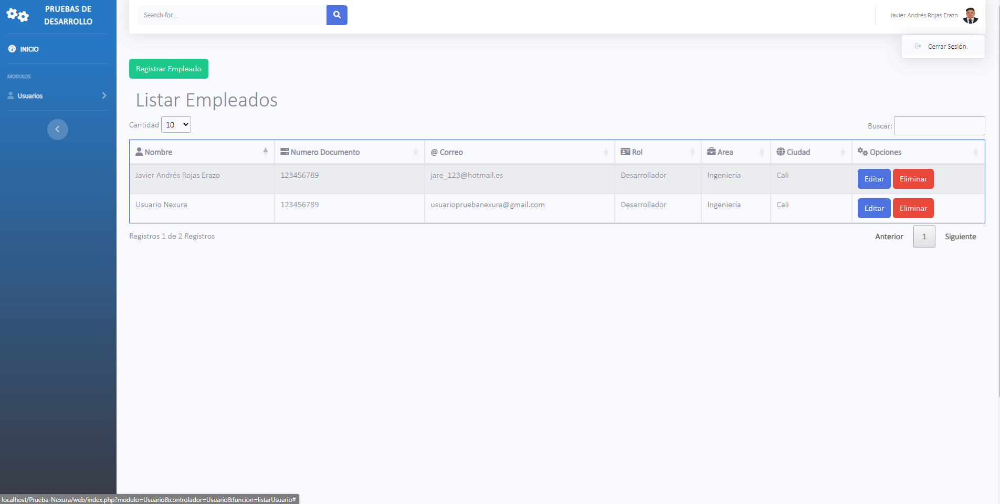 PRUEBAS DE
DESARROLLO
INICIO
MODULOS
Usuarios
Search for...
Javier Andrés Rojas Erazo
Cerrar Sesión.
Registrar Empleado
Listar Empleados
Cantidad 10
Buscar:
Nombre Numero Documento @ Correo Rol Area Ciudad Opciones
Javier Andrés Rojas Erazo 123456789 jare_123@hotmail.es Desarrollador Ingeniería Cali Editar Eliminar
Usuario Nexura 123456789 usuariopruebanexura@gmail.com Desarrollador Ingeniería Cali Editar Eliminar
Registros 1 de 2 Registros
Anterior 1 Siguiente
localhost/Prueba-Nexura/web/index.php?modulo=Usuario&controlador=Usuario&funcion=listarUsuario#